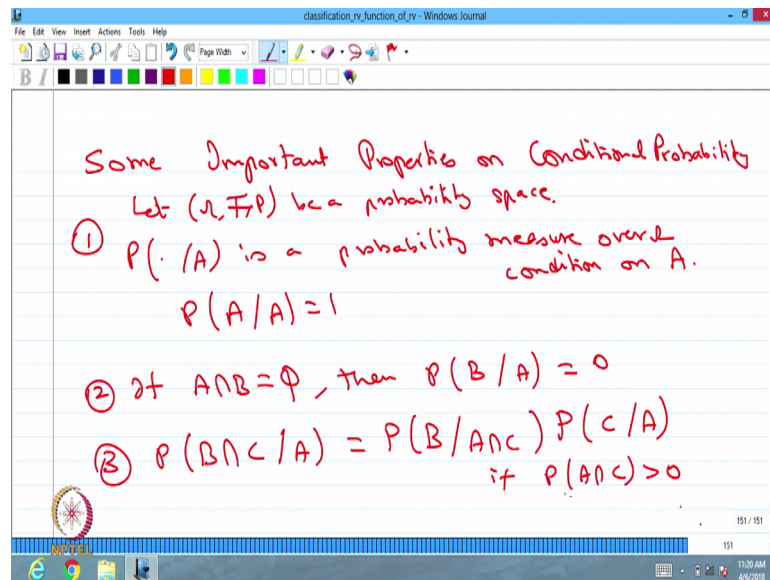 classification_rv_function_of_rv - Windows Journal
File Edit View Insert Actions Tools Help
Page Width
B I
Some Important Properties on Conditional Probability
Let (Ω, F, P) be a probability space.
① P(· /A) is a probability measure over Ω
condition on A.
P(A/A) = 1
② If A∩B = φ, then P(B/A) = 0
③ P(B∩C/A) = P(B/A∩C) P(C/A)
if P(A∩C) > 0
NPTEL
151 / 151
151
11:20 AM
4/6/2018